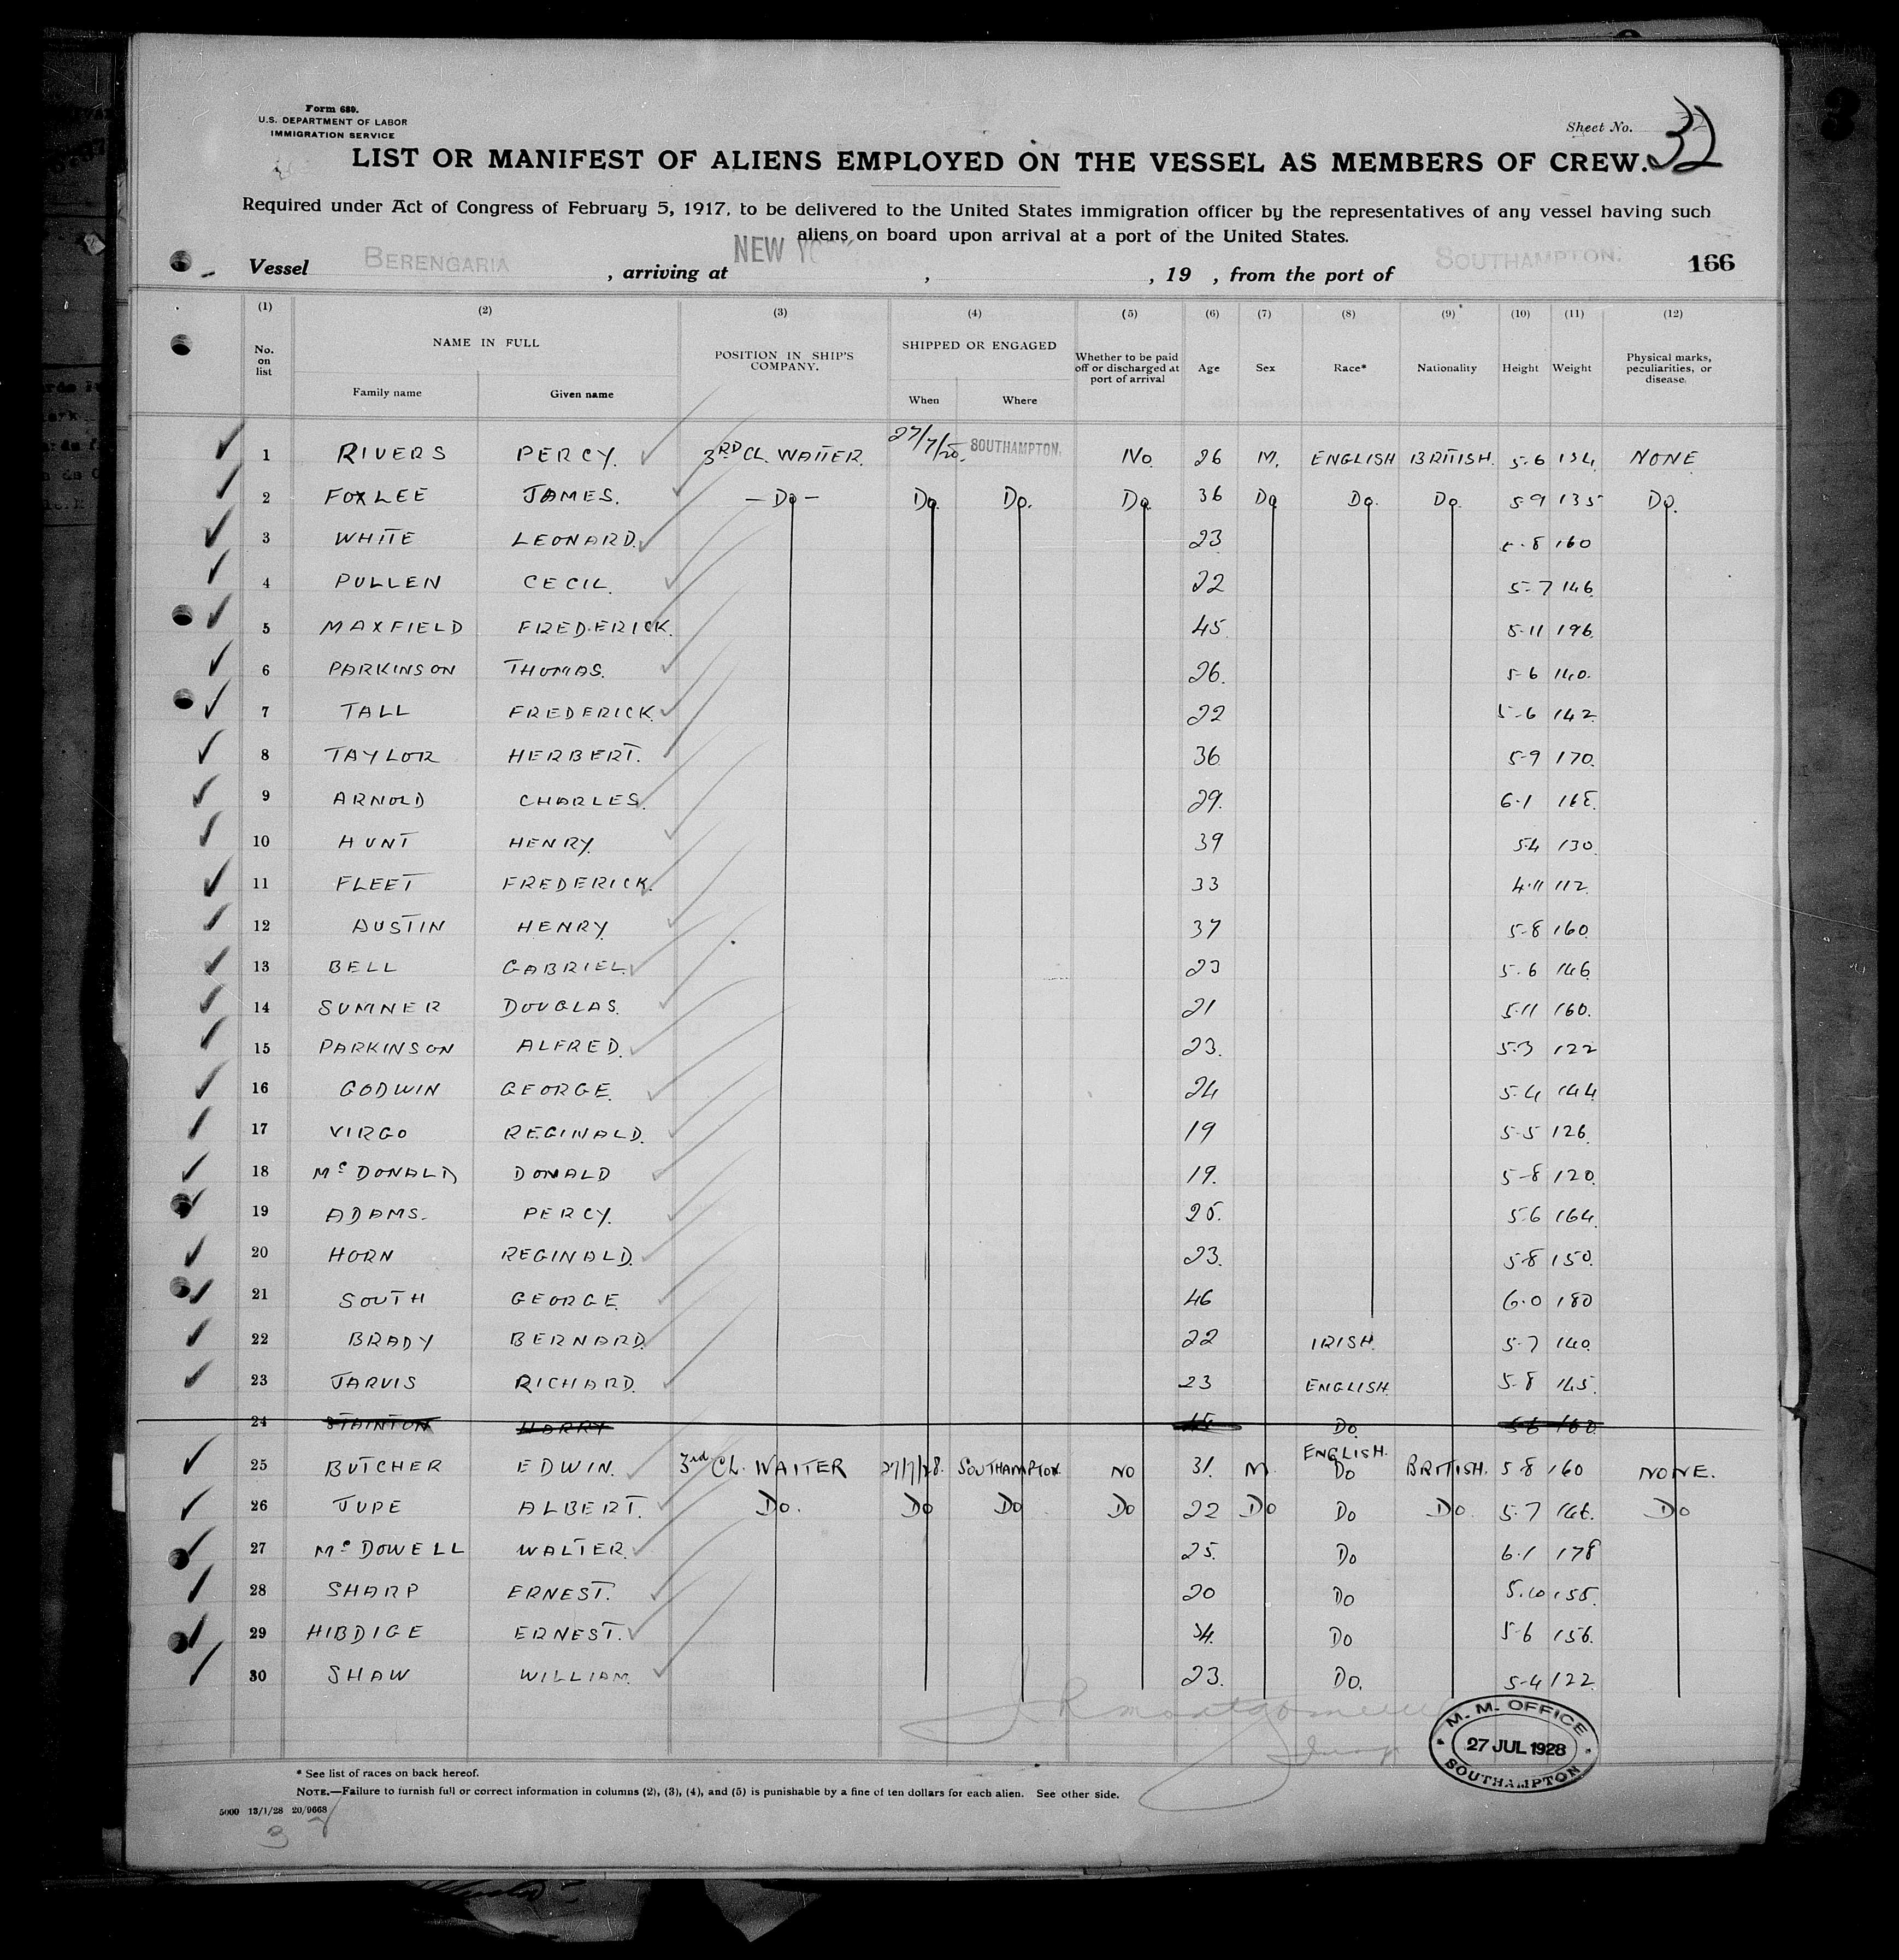 Form 680.
U.S. DEPARTMENT OF LABOR
IMMIGRATION SERVICE
Sheet No. 32
LIST OR MANIFEST OF ALIENS EMPLOYED ON THE VESSEL AS MEMBERS OF CREW.
Required under Act of Congress of February 5, 1917, to be delivered to the United States immigration officer by the representatives of any vessel having such
aliens on board upon arrival at a port of the United States.
Vessel BERENGARIA, arriving at NEW YORK, , 19 , from the port of SOUTHAMPTON. 166
(1) (2) (3) (4) (5) (6) (7) (8) (9) (10) (11) (12)
No. on list NAME IN FULL Family name Given name POSITION IN SHIP'S COMPANY. SHIPPED OR ENGAGED When Where Whether to be paid off or discharged at port of arrival Age Sex Race* Nationality Height Weight Physical marks, peculiarities, or disease.
1 RIVERS PERCY. 3RD CL. WAITER. SOUTHAMPTON. No. 26 M. ENGLISH BRITISH. 5.6 134 NONE
2 FOXLEE JAMES. - Do - Do. Do. Do. 36 Do Do. Do. 5-9 135 Do.
3 WHITE LEONARD. 23 5.8 160
4 PULLEN CECIL. 22 5-7 146
5 MAXFIELD FREDERICK. 45 5-11 196
6 PARKINSON THOMAS. 26. 5-6 140.
7 TALL FREDERICK 22 5-6 142
8 TAYLOR HERBERT. 36 5-9 170.
9 ARNOLD CHARLES. 29. 6.1
10 HUNT HENRY 39 5-4 130
11 FLEET FREDERICK. 33 4.11 112
12 AUSTIN HENRY 37 5-8 160
13 BELL GABRIEL. 23 5.6 146
14 SUMNER DOUGLAS. 21 5.11 160.
15 PARKINSON ALFRED. 23. 5.3 122
16 GODWIN GEORGE. 24 5.4 144
17 VIRGO REGINALD. 19 5-5 126
18 McDONALD DONALD 19. 5-8 120.
19 ADAMS. PERCY. 25. 5.6 164.
20 HORN REGINALD. 23. 5-8 150.
21 SOUTH GEORGE 46 6.0 180
22 BRADY BERNARD. 22 IRISH. 5-7 140
23 JARVIS RICHARD. 23 ENGLISH. 5-8 145.
24 STAINTON HARRY Do
25 BUTCHER EDWIN. 3rd CL. WAITER 27/7/28. SOUTHAMPTON NO 31. M. ENGLISH. Do BRITISH. 5-8 160 NONE.
26 JUPE ALBERT. Do. Do Do Do 22 Do Do Do. 5-7 Do
27 McDOWELL WALTER. 25. Do 6.1 178
28 SHARP ERNEST. 20 Do 5.10 155.
29 HIBDIGE ERNEST. 34. Do 5-6 156.
30 SHAW WILLIAM. 23. Do. 5-4 122
M. M. OFFICE
27 JUL 1928
SOUTHAMPTON
* See list of races on back hereof.
NOTE.—Failure to furnish full or correct information in columns (2), (3), (4), and (5) is punishable by a fine of ten dollars for each alien. See other side.
5000 13/1/28 20/9668